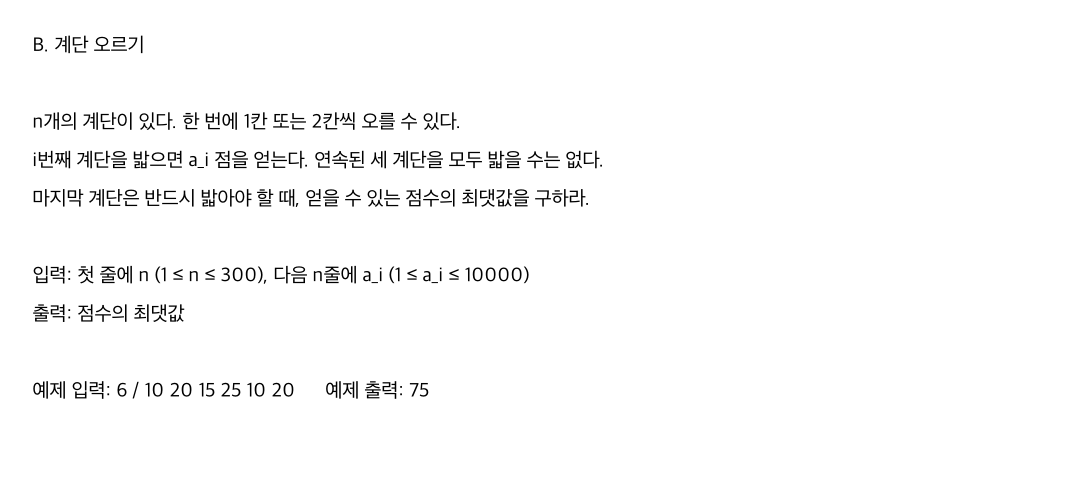 B. 계단 오르기
n개의 계단이 있다. 한 번에 1칸 또는 2칸씩 오를 수 있다.
i번째 계단을 밟으면 a_i 점을 얻는다. 연속된 세 계단을 모두 밟을 수는 없다.
마지막 계단은 반드시 밟아야 할 때, 얻을 수 있는 점수의 최댓값을 구하라.
입력: 첫 줄에 n (1 ≤ n ≤ 300), 다음 n줄에 a_i (1 ≤ a_i ≤ 10000)
출력: 점수의 최댓값
예제 입력: 6 / 10 20 15 25 10 20 예제 출력: 75